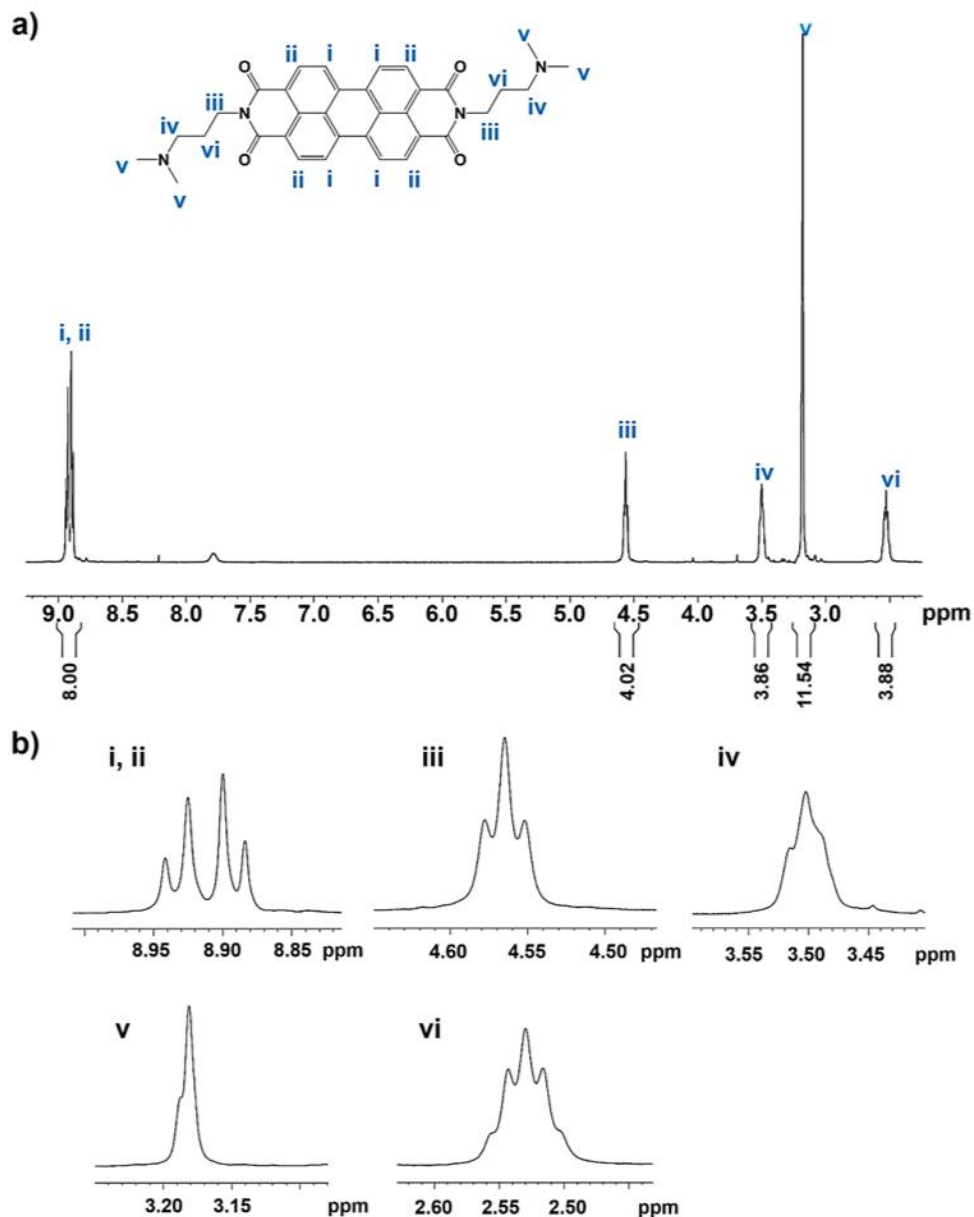 a)
ii i i ii
v
v
O O
N
v
vi
iv
iii N N iii
iv
vi
v N
O O
v
ii i i ii
i, ii
iii
iv
v
vi
9.0 8.5 8.0 7.5 7.0 6.5 6.0 5.5 5.0 4.5 4.0 3.5 3.0 ppm
8.00 4.02 3.86 11.54 3.88
b)
i, ii iii iv
8.95 8.90 8.85 ppm 4.60 4.55 4.50 ppm 3.55 3.50 3.45 ppm
v vi
3.20 3.15 ppm 2.60 2.55 2.50 ppm